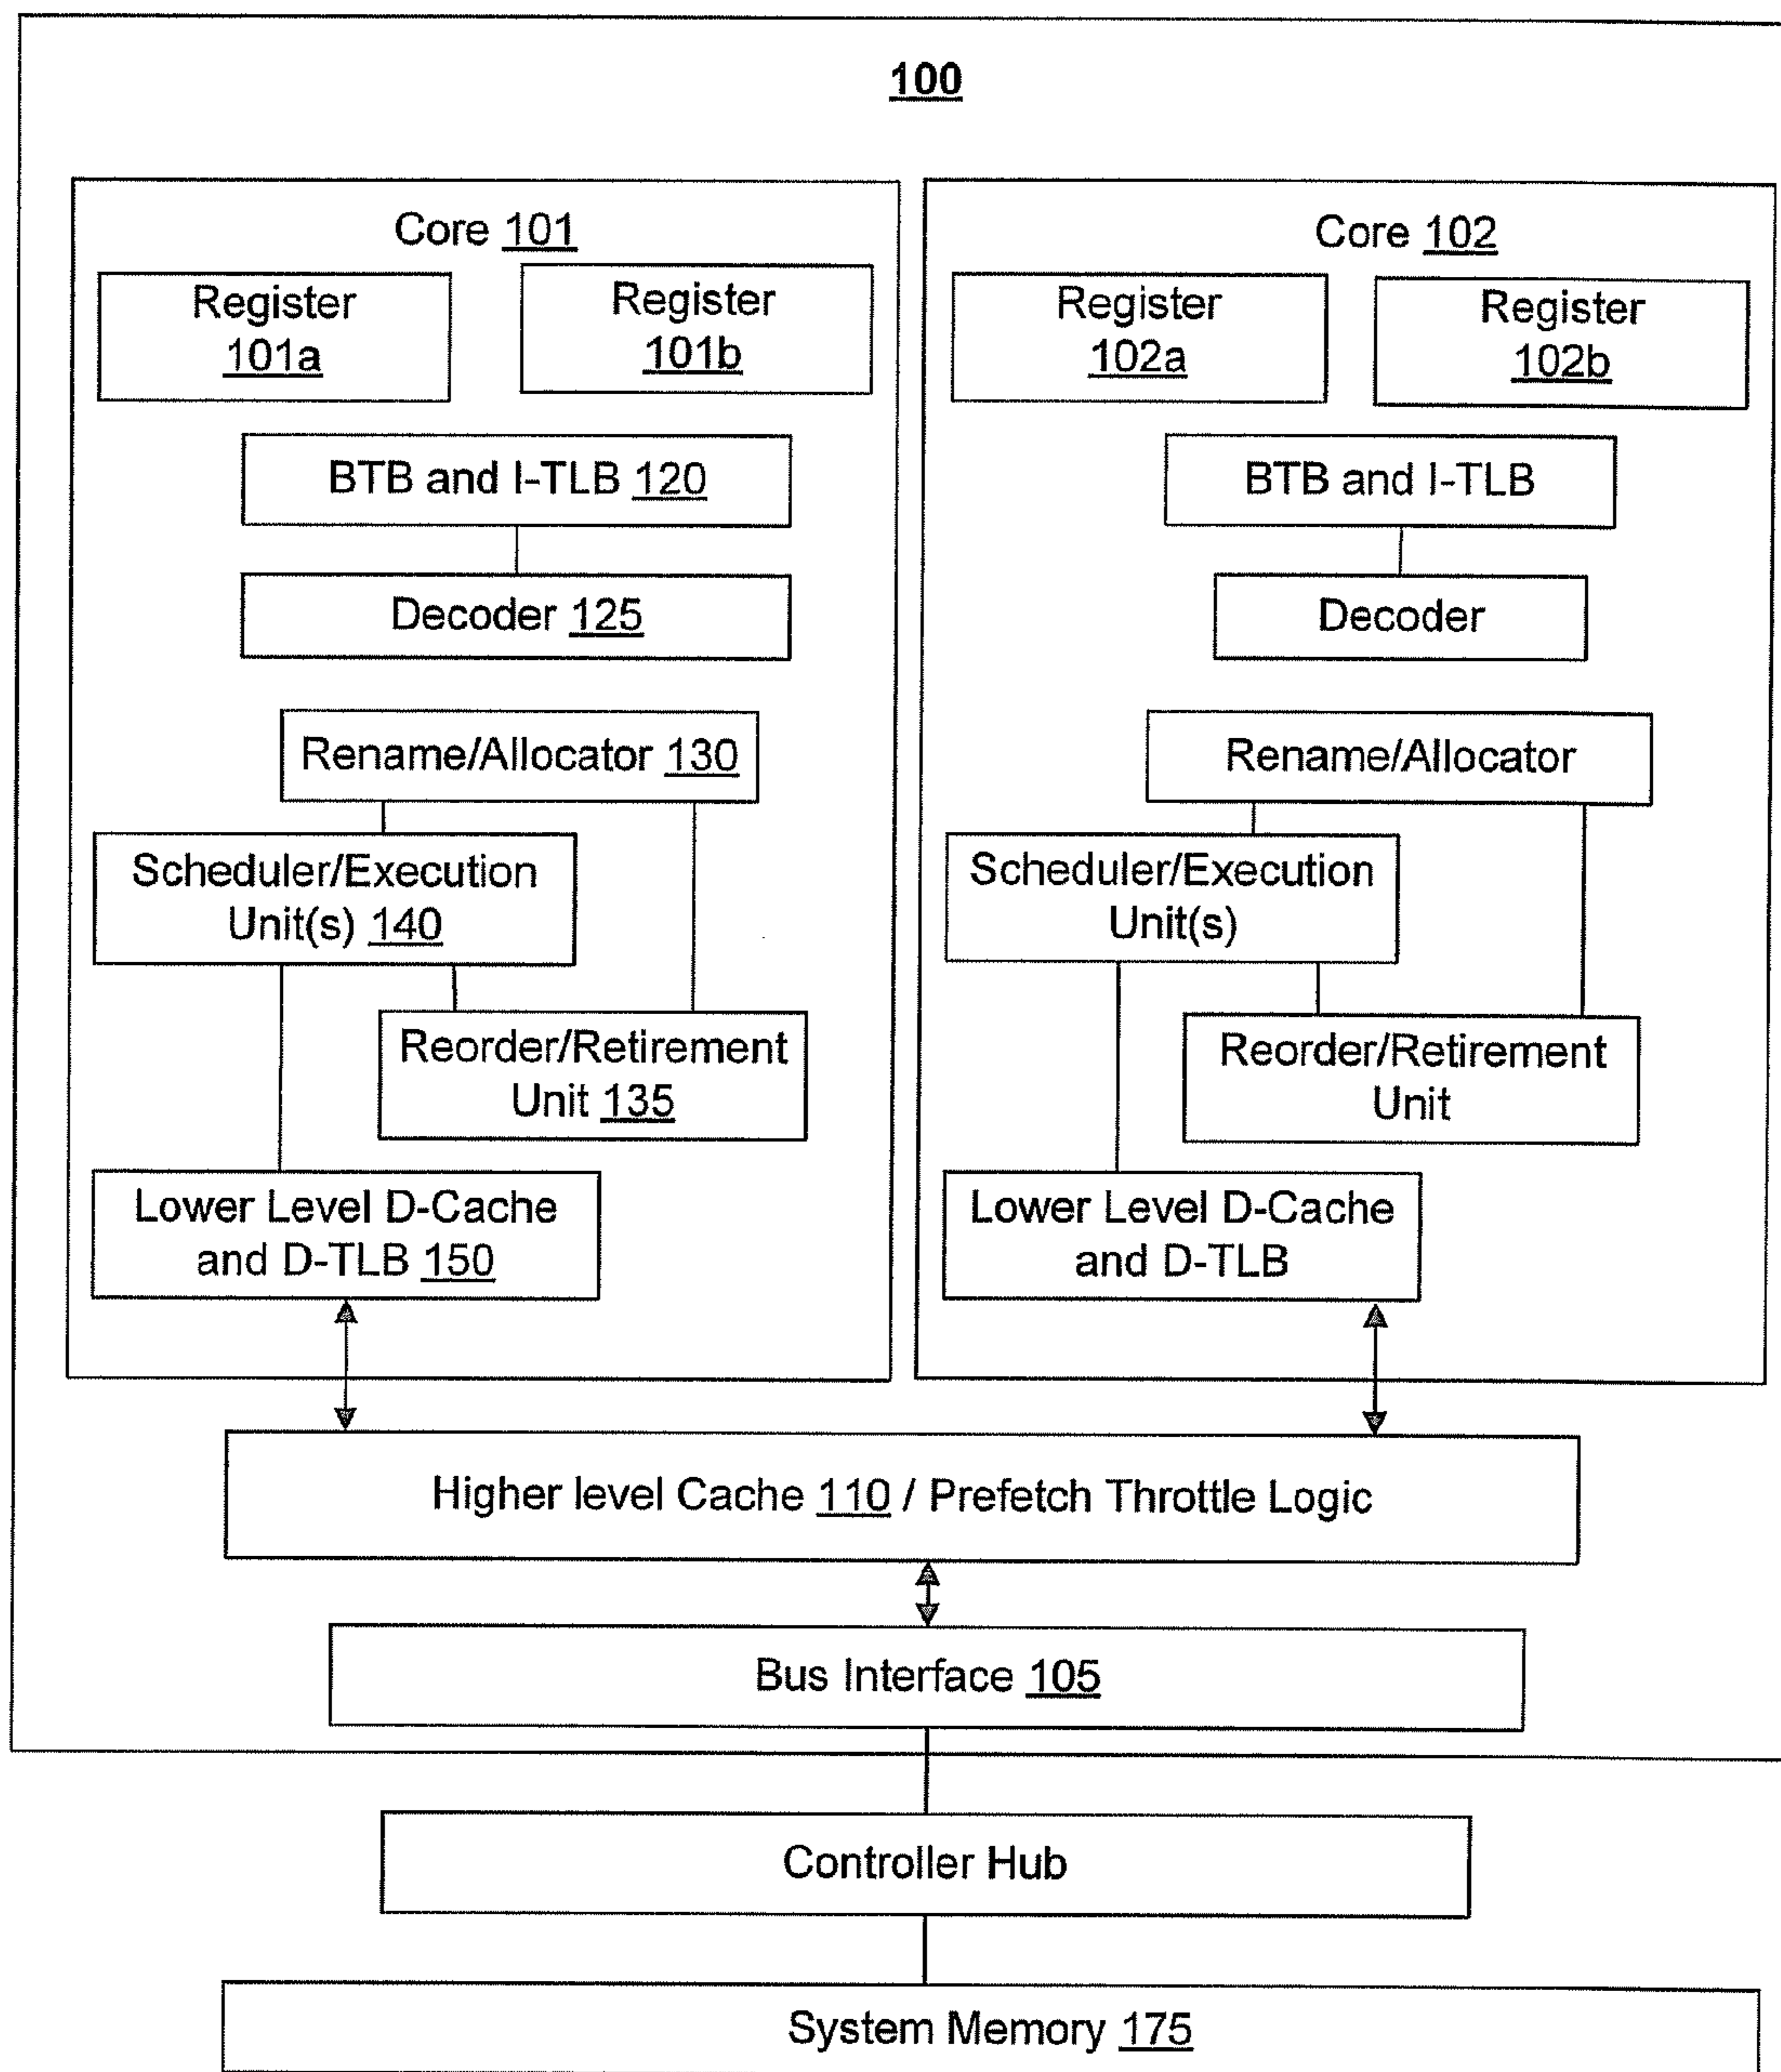 100
Core 101
Register
101a
Register
101b
BTB and I-TLB 120
Decoder 125
Rename/Allocator 130
Scheduler/Execution
Unit(s) 140
Reorder/Retirement
Unit 135
Lower Level D-Cache
and D-TLB 150
Core 102
Register
102a
Register
102b
BTB and I-TLB
Decoder
Rename/Allocator
Scheduler/Execution
Unit(s)
Reorder/Retirement
Unit
Lower Level D-Cache
and D-TLB
Higher level Cache 110 / Prefetch Throttle Logic
Bus Interface 105
Controller Hub
System Memory 175